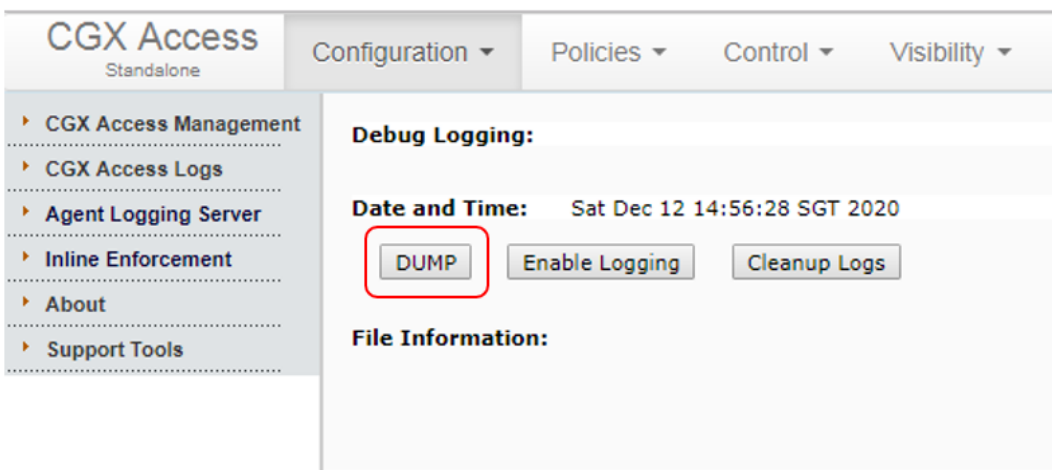 CGX Access
Standalone
Configuration Policies Control Visibility
CGX Access Management
CGX Access Logs
Agent Logging Server
Inline Enforcement
About
Support Tools
Debug Logging:
Date and Time: Sat Dec 12 14:56:28 SGT 2020
DUMP Enable Logging Cleanup Logs
File Information: